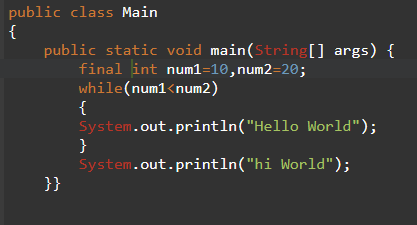 public class Main
{
    public static void main(String[] args) {
        final int num1=10,num2=20;
        while(num1<num2)
        {
        System.out.println("Hello World");
        }
        System.out.println("hi World");
    }}